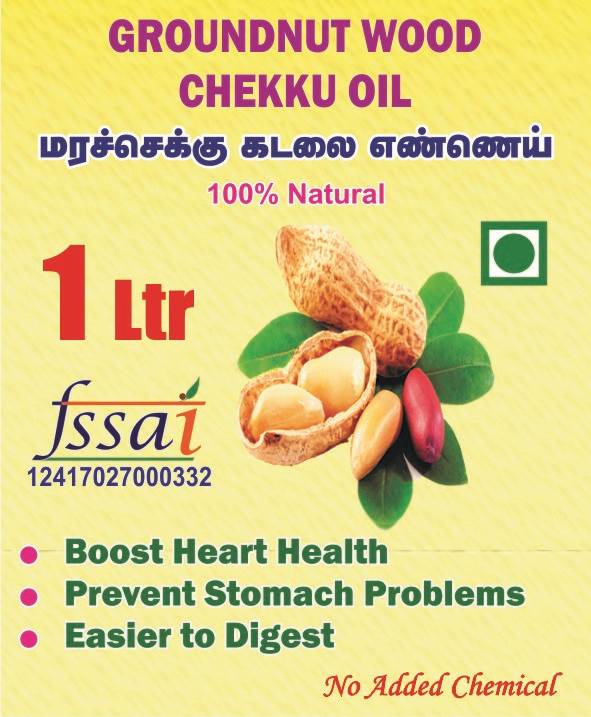 GROUNDNUT WOOD
CHEKKU OIL
மரச்செக்கு கடலை எண்ணெய்
100% Natural
1 Ltr
fssai
12417027000332
Boost Heart Health
Prevent Stomach Problems
Easier to Digest
No Added Chemical